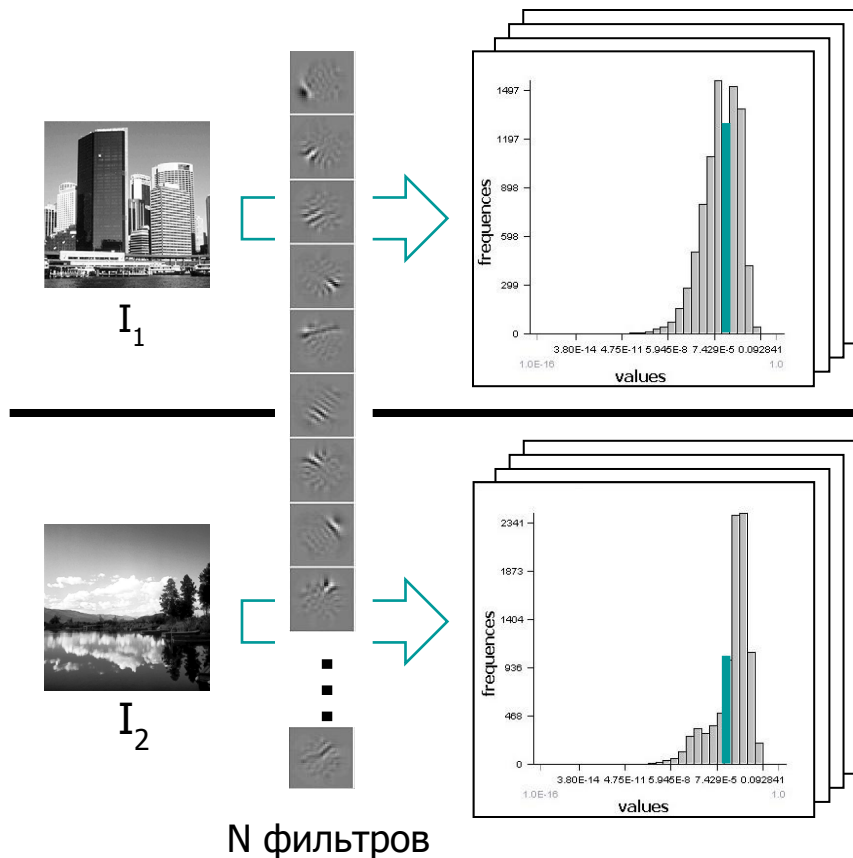 I1
frequences
1497
1197
898
598
299
0
3.80E-14 4.75E-11 5.945E-8 7.429E-5 0.092841
1.0E-16 1.0
values
I2
frequences
2341
1873
1404
936
468
0
3.80E-14 4.75E-11 5.945E-8 7.429E-5 0.092841
1.0E-16 1.0
values
N фильтров